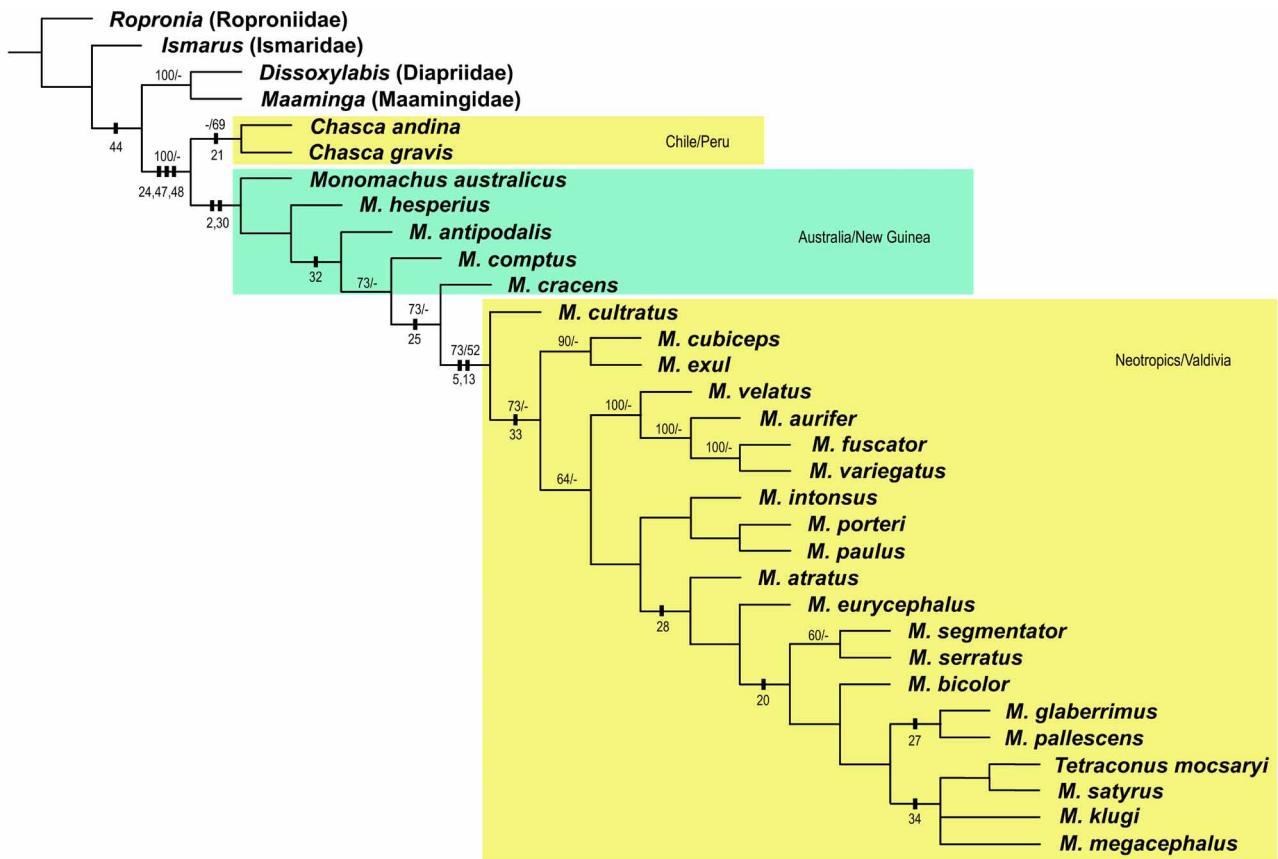 Ropronia (Roproniidae)
Ismarus (Ismaridae)
100/-
Dissoxylabis (Diapriidae)
Maaminga (Maamingidae)
44
-/69
21
Chasca andina
Chasca gravis
Chile/Peru
100/-
24,47,48
2,30
Monomachus australicus
M. hesperius
32
M. antipodalis
Australia/New Guinea
73/-
M. comptus
M. cracens
73/-
25
73/52
5,13
M. cultratus
90/-
M. cubiceps
M. exul
Neotropics/Valdivia
73/-
33
100/-
M. velatus
100/-
M. aurifer
100/-
M. fuscator
M. variegatus
64/-
M. intonsus
M. porteri
M. paulus
28
M. atratus
M. eurycephalus
60/-
M. segmentator
M. serratus
20
M. bicolor
27
M. glaberrimus
M. pallescens
Tetraconus mocsaryi
M. satyrus
34
M. klugi
M. megacephalus